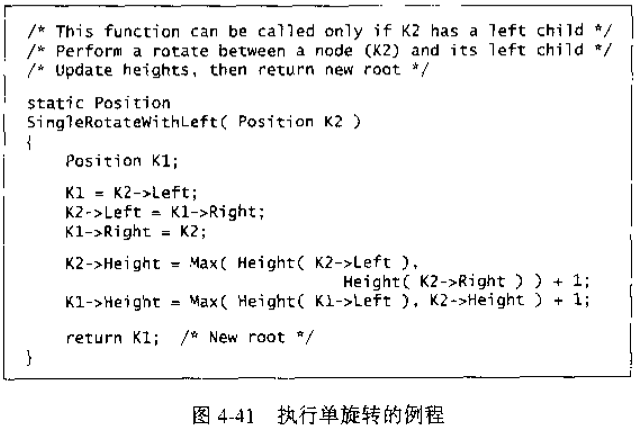 /* This function can be called only if K2 has a left child */
/* Perform a rotate between a node (K2) and its left child */
/* Update heights, then return new root */
static Position
SingleRotateWithLeft( Position K2 )
{
Position K1;
K1 = K2->Left;
K2->Left = K1->Right;
K1->Right = K2;
K2->Height = Max( Height( K2->Left ),
Height( K2->Right ) ) + 1;
K1->Height = Max( Height( K1->Left ), K2->Height ) + 1;
return K1; /* New root */
}
图 4-41 执行单旋转的例程